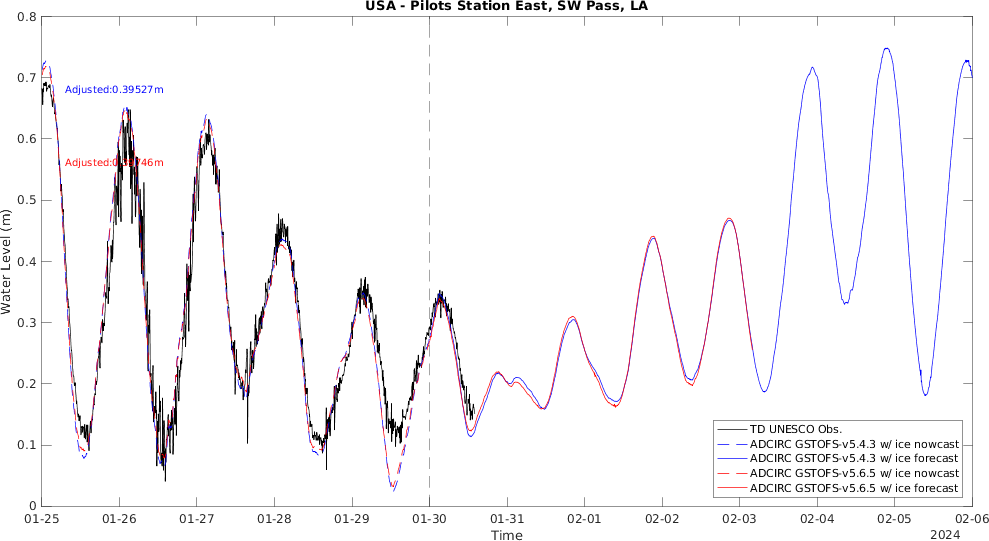 USA - Pilots Station East, SW Pass, LA
0.8
0.7
0.6
0.5
0.4
0.3
0.2
0.1
0
Water Level (m)
Adjusted:0.39527m
Adjusted:0. 746m
TD UNESCO Obs.
ADCIRC GSTOFS-v5.4.3 w/ ice nowcast
ADCIRC GSTOFS-v5.4.3 w/ ice forecast
ADCIRC GSTOFS-v5.6.5 w/ ice nowcast
ADCIRC GSTOFS-v5.6.5 w/ ice forecast
01-25 01-26 01-27 01-28 01-29 01-30 01-31 02-01 02-02 02-03 02-04 02-05 02-06
Time
2024